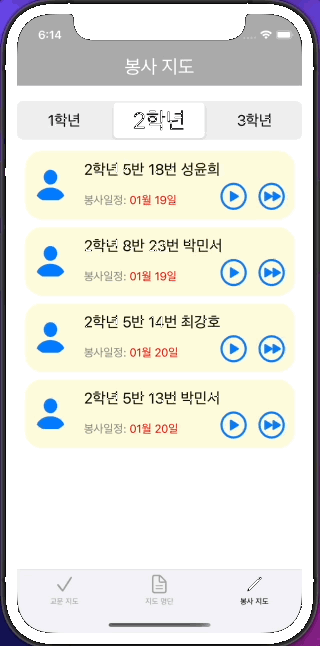 6:14
봉사 지도
1학년 2학년 3학년
2학년 5반 18번 성윤희
봉사일정: 01월 19일
2학년 8반 23번 박민서
봉사일정: 01월 19일
2학년 5반 14번 최강호
봉사일정: 01월 20일
2학년 5반 13번 박민서
봉사일정: 01월 20일
교문 지도 지도 명단 봉사 지도